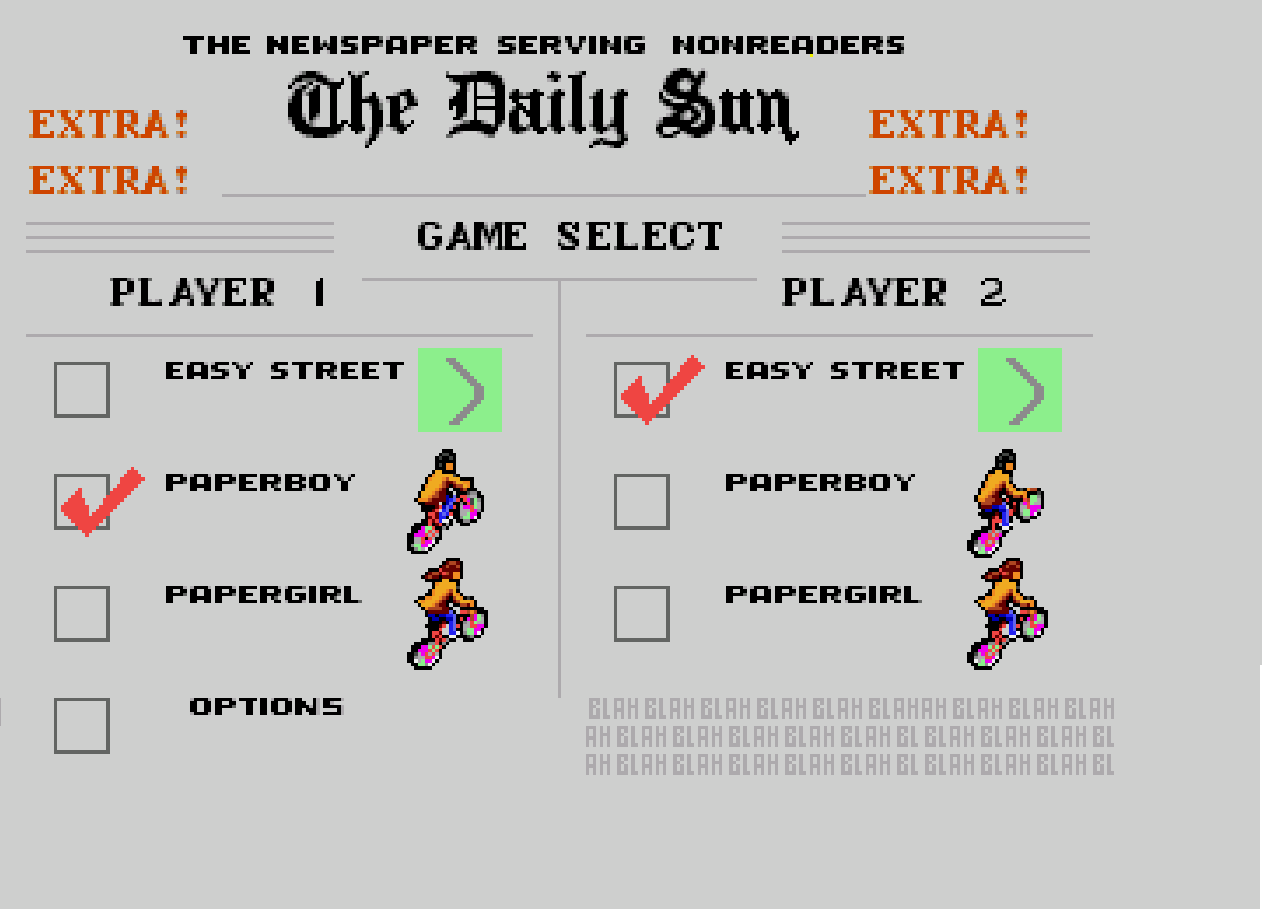 THE NEWSPAPER SERVING NONREADERS
The Daily Sun
EXTRA! EXTRA!
EXTRA! EXTRA!
GAME SELECT
PLAYER 1 PLAYER 2
EASY STREET EASY STREET
PAPERBOY PAPERBOY
PAPERGIRL PAPERGIRL
OPTIONS BLAH BLAH BLAH BLAH BLAH BLAHAH BLAH BLAH BLAH
AH BLAH BLAH BLAH BLAH BLAH BL BLAH BLAH BLAH BL
AH BLAH BLAH BLAH BLAH BLAH BL BLAH BLAH BLAH BL